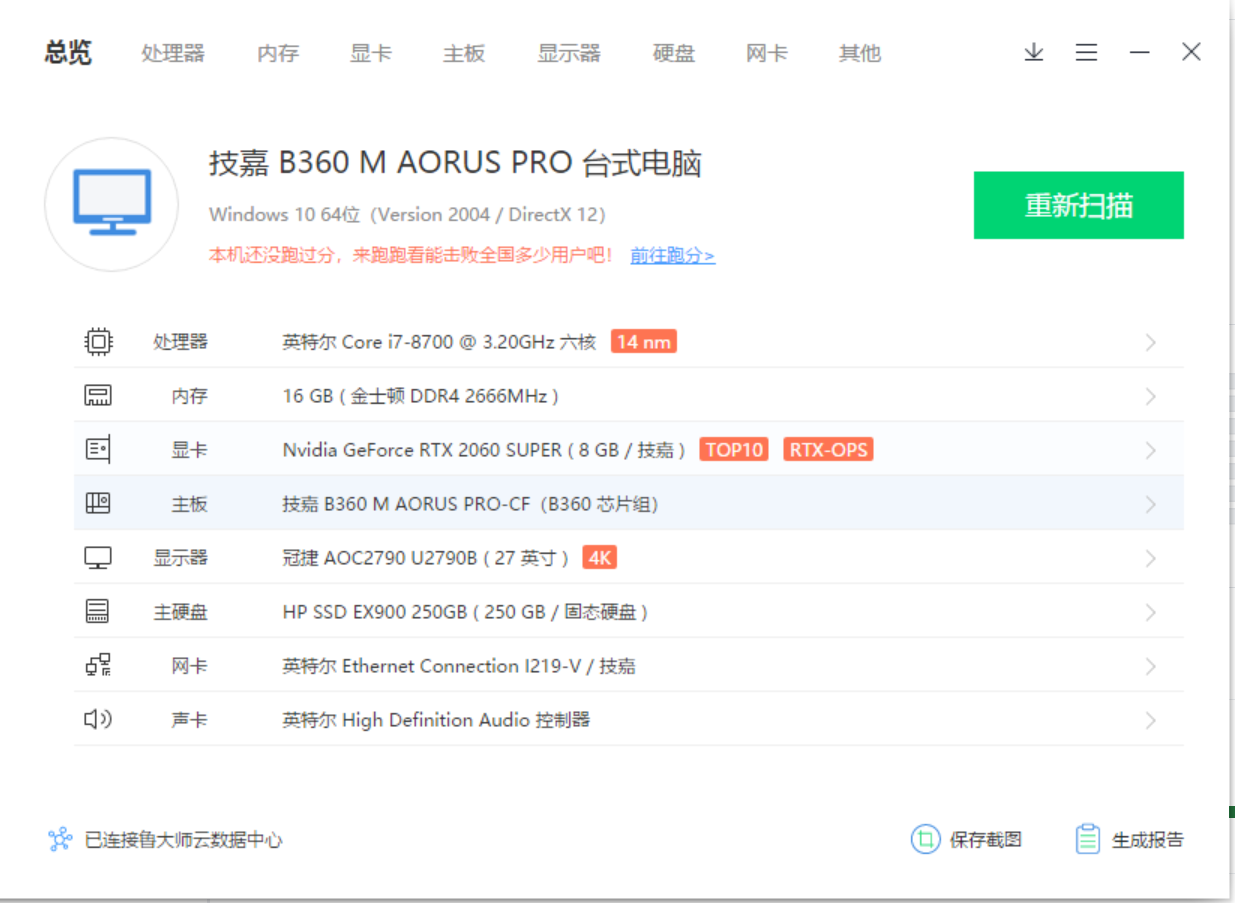 总览 处理器 内存 显卡 主板 显示器 硬盘 网卡 其他
技嘉 B360 M AORUS PRO 台式电脑
Windows 10 64位（Version 2004 / DirectX 12）
重新扫描
本机还没跑过分，来跑跑看能击败全国多少用户吧！ 前往跑分>
处理器 英特尔 Core i7-8700 @ 3.20GHz 六核 14 nm
内存 16 GB ( 金士顿 DDR4 2666MHz )
显卡 Nvidia GeForce RTX 2060 SUPER ( 8 GB / 技嘉 ) TOP10 RTX-OPS
主板 技嘉 B360 M AORUS PRO-CF（B360 芯片组）
显示器 冠捷 AOC2790 U2790B ( 27 英寸 ) 4K
主硬盘 HP SSD EX900 250GB ( 250 GB / 固态硬盘 )
网卡 英特尔 Ethernet Connection I219-V / 技嘉
声卡 英特尔 High Definition Audio 控制器
已连接鲁大师云数据中心 保存截图 生成报告